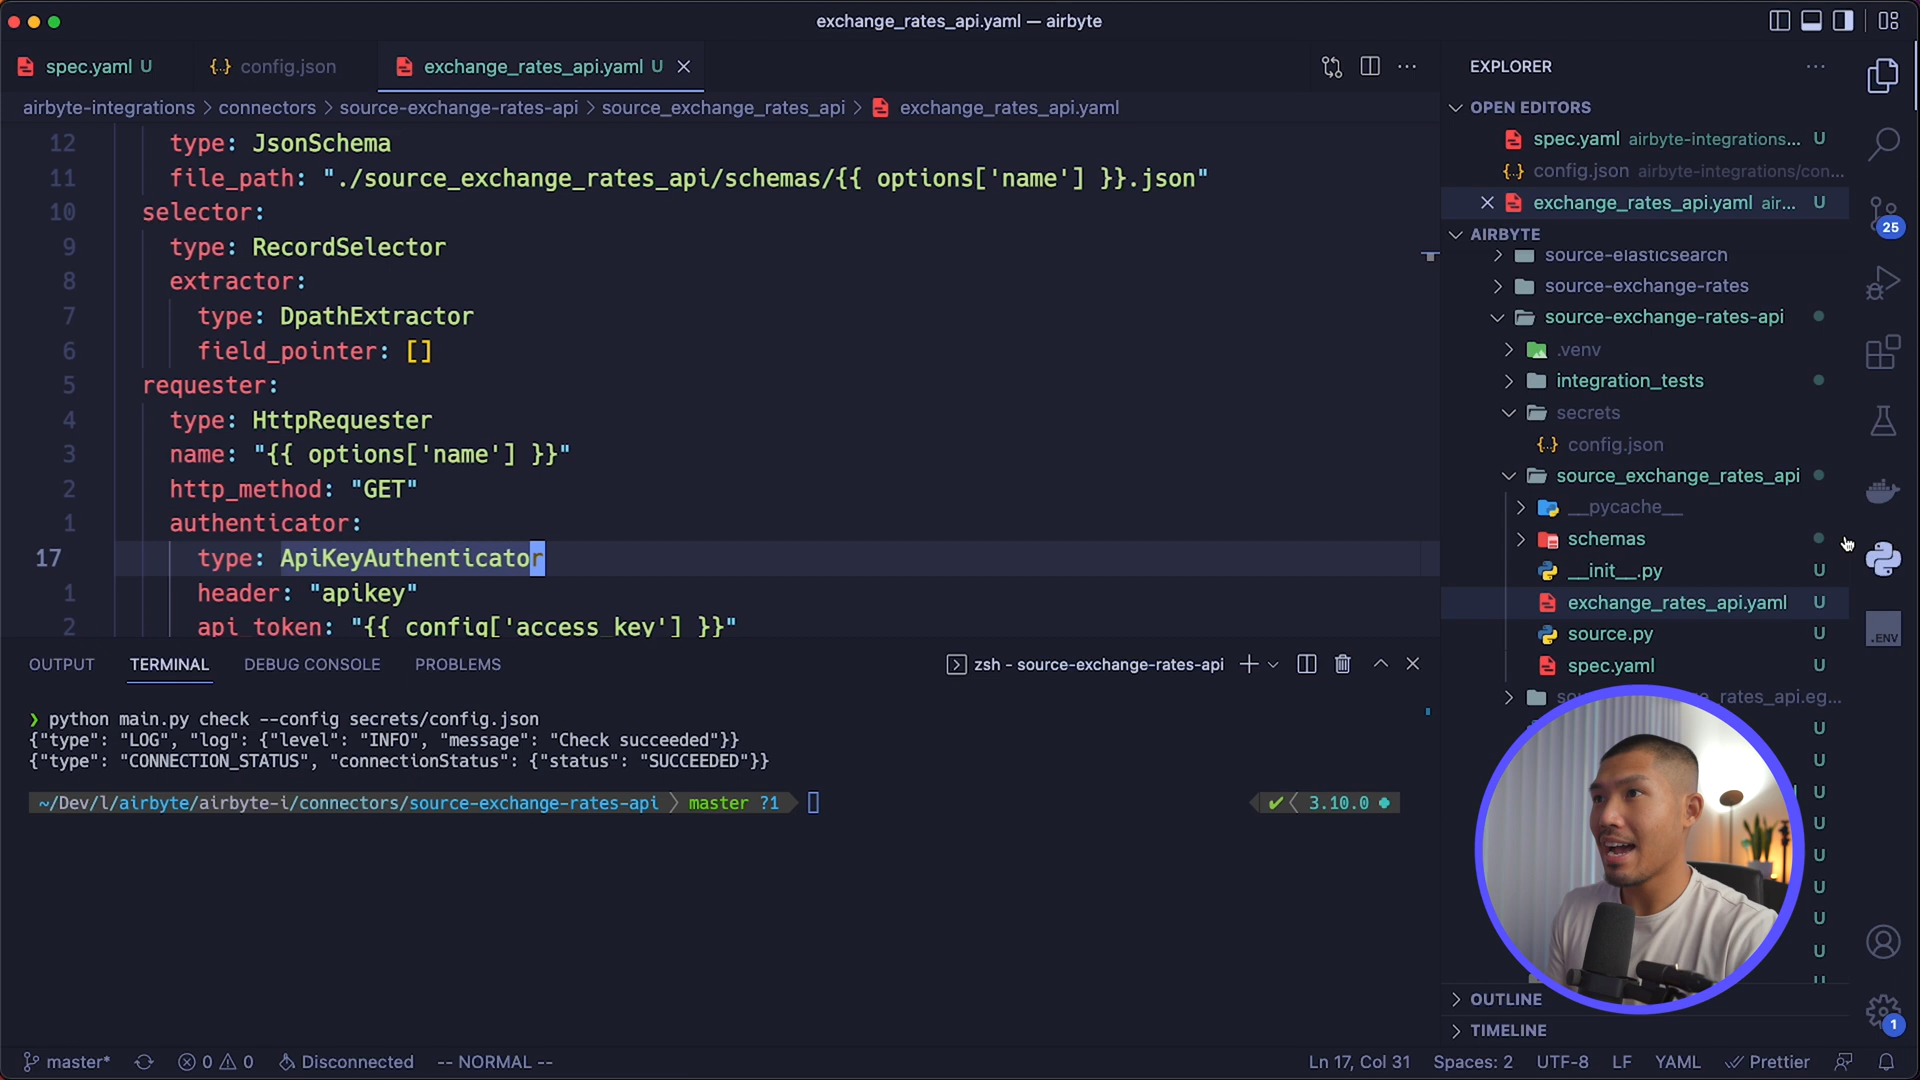 exchange_rates_api.yaml — airbyte
spec.yaml U
config.json
exchange_rates_api.yaml U
EXPLORER
airbyte-integrations > connectors > source-exchange-rates-api > source_exchange_rates_api > exchange_rates_api.yaml
OPEN EDITORS
spec.yaml airbyte-integrations... U
config.json airbyte-integrations/con...
exchange_rates_api.yaml air... U
12 type: JsonSchema
11 file_path: "./source_exchange_rates_api/schemas/{{ options['name'] }}.json"
10 selector:
9 type: RecordSelector
8 extractor:
7 type: DpathExtractor
6 field_pointer: []
5 requester:
4 type: HttpRequester
3 name: "{{ options['name'] }}"
2 http_method: "GET"
1 authenticator:
17 type: ApiKeyAuthenticator
1 header: "apikey"
2 api_token: "{{ config['access_key'] }}"
AIRBYTE
source-elasticsearch
source-exchange-rates
source-exchange-rates-api
.venv
integration_tests
secrets
config.json
source_exchange_rates_api
__pycache__
schemas
__init__.py U
exchange_rates_api.yaml U
source.py U
spec.yaml U
rates_api.eg...
U
U
U
U
U
U
U
25
.ENV
OUTPUT TERMINAL DEBUG CONSOLE PROBLEMS
zsh - source-exchange-rates-api
❯ python main.py check --config secrets/config.json
{"type": "LOG", "log": {"level": "INFO", "message": "Check succeeded"}}
{"type": "CONNECTION_STATUS", "connectionStatus": {"status": "SUCCEEDED"}}
~/Dev/l/airbyte/airbyte-i/connectors/source-exchange-rates-api master ?1
✔ 3.10.0
OUTLINE
TIMELINE
1
master* 0 0 Disconnected -- NORMAL --
Ln 17, Col 31 Spaces: 2 UTF-8 LF YAML Prettier